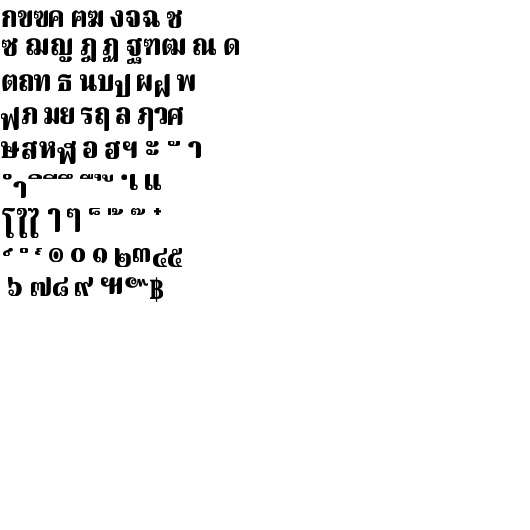 กขฃค ฅฆ งจฉ ช
ซ ฌญ ฎ ฏ ฐฑฒ ณ ด
ตถท ธ นบป ผฝ พ
ฟภ มย รฤ ล ฦวศ
ษสหฬ อ ฮฯ ะ ั า
ำ ิ ี ึ ื ุ ู ฺ เ แ
โใไ ๅ ๆ ็ ่ ้ ๊ ๋
์ ํ ๎ ๏ ๐ ๑ ๒๓๔๕
๖ ๗๘๙ ๚๛฿